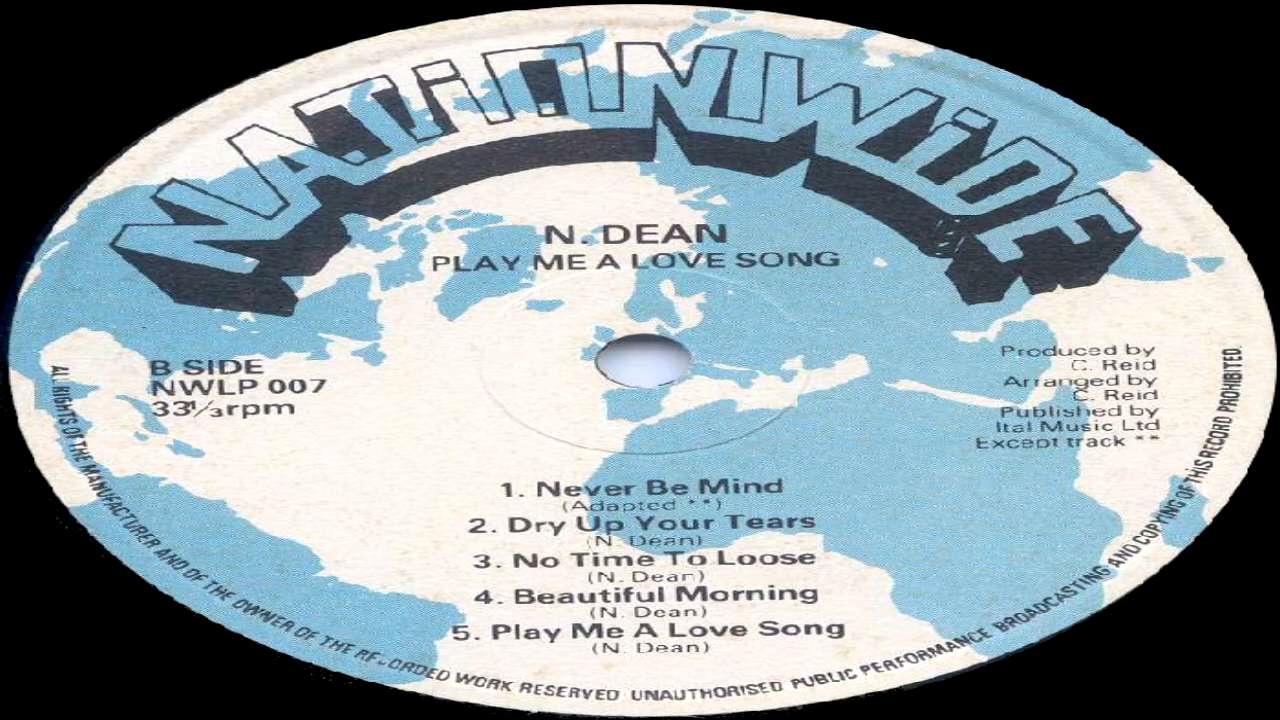 NATiONWiDE
N. DEAN
PLAY ME A LOVE SONG
B SIDE
NWLP 007
33⅓rpm
Produced by
C. Reid
Arranged by
C. Reid
Published by
Ital Music Ltd
Except track **
1. Never Be Mind
(Adapted **)
2. Dry Up Your Tears
(N. Dean)
3. No Time To Loose
(N. Dean)
4. Beautiful Morning
(N. Dean)
5. Play Me A Love Song
(N. Dean)
ALL RIGHTS OF THE MANUFACTURER AND OF THE OWNER OF THE RECORDED WORK RESERVED UNAUTHORISED PUBLIC PERFORMANCE BROADCASTING AND COPYING OF THIS RECORD PROHIBITED.